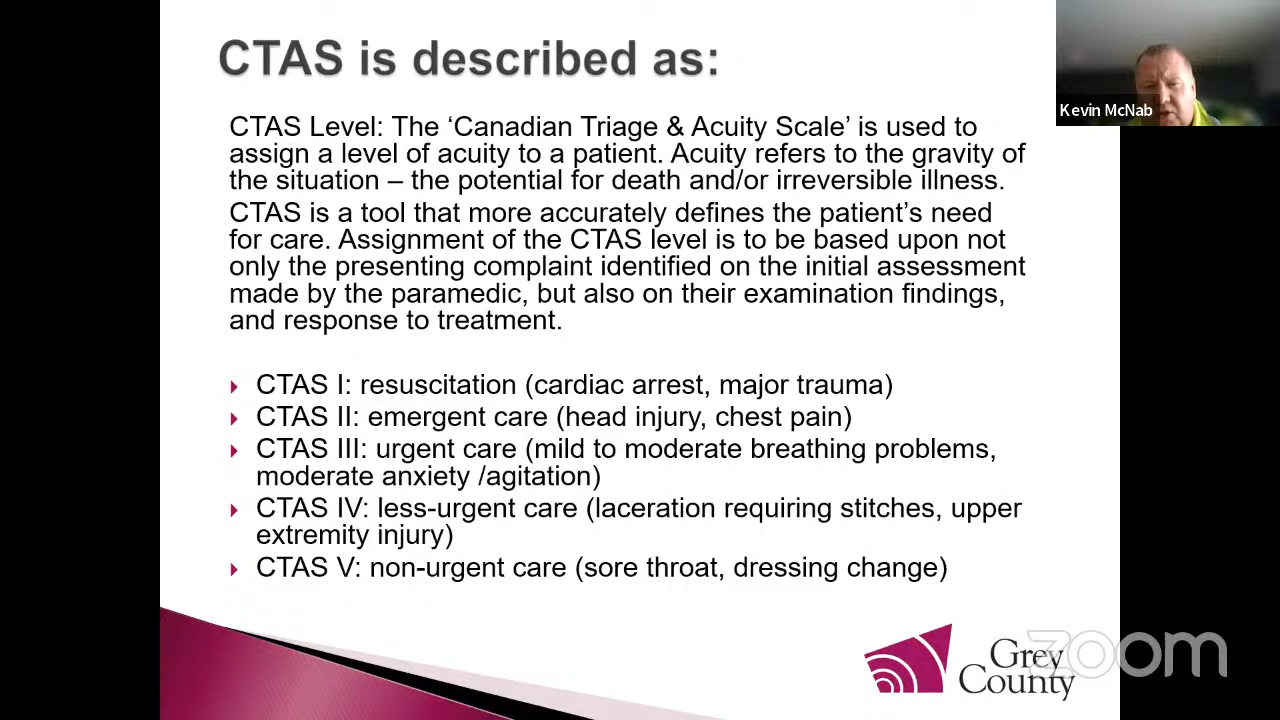 CTAS is described as:
Kevin McNab
CTAS Level: The ‘Canadian Triage & Acuity Scale’ is used to
assign a level of acuity to a patient. Acuity refers to the gravity of
the situation – the potential for death and/or irreversible illness.
CTAS is a tool that more accurately defines the patient’s need
for care. Assignment of the CTAS level is to be based upon not
only the presenting complaint identified on the initial assessment
made by the paramedic, but also on their examination findings,
and response to treatment.
CTAS I: resuscitation (cardiac arrest, major trauma)
CTAS II: emergent care (head injury, chest pain)
CTAS III: urgent care (mild to moderate breathing problems,
moderate anxiety /agitation)
CTAS IV: less-urgent care (laceration requiring stitches, upper
extremity injury)
CTAS V: non-urgent care (sore throat, dressing change)
Grey
County
zoom